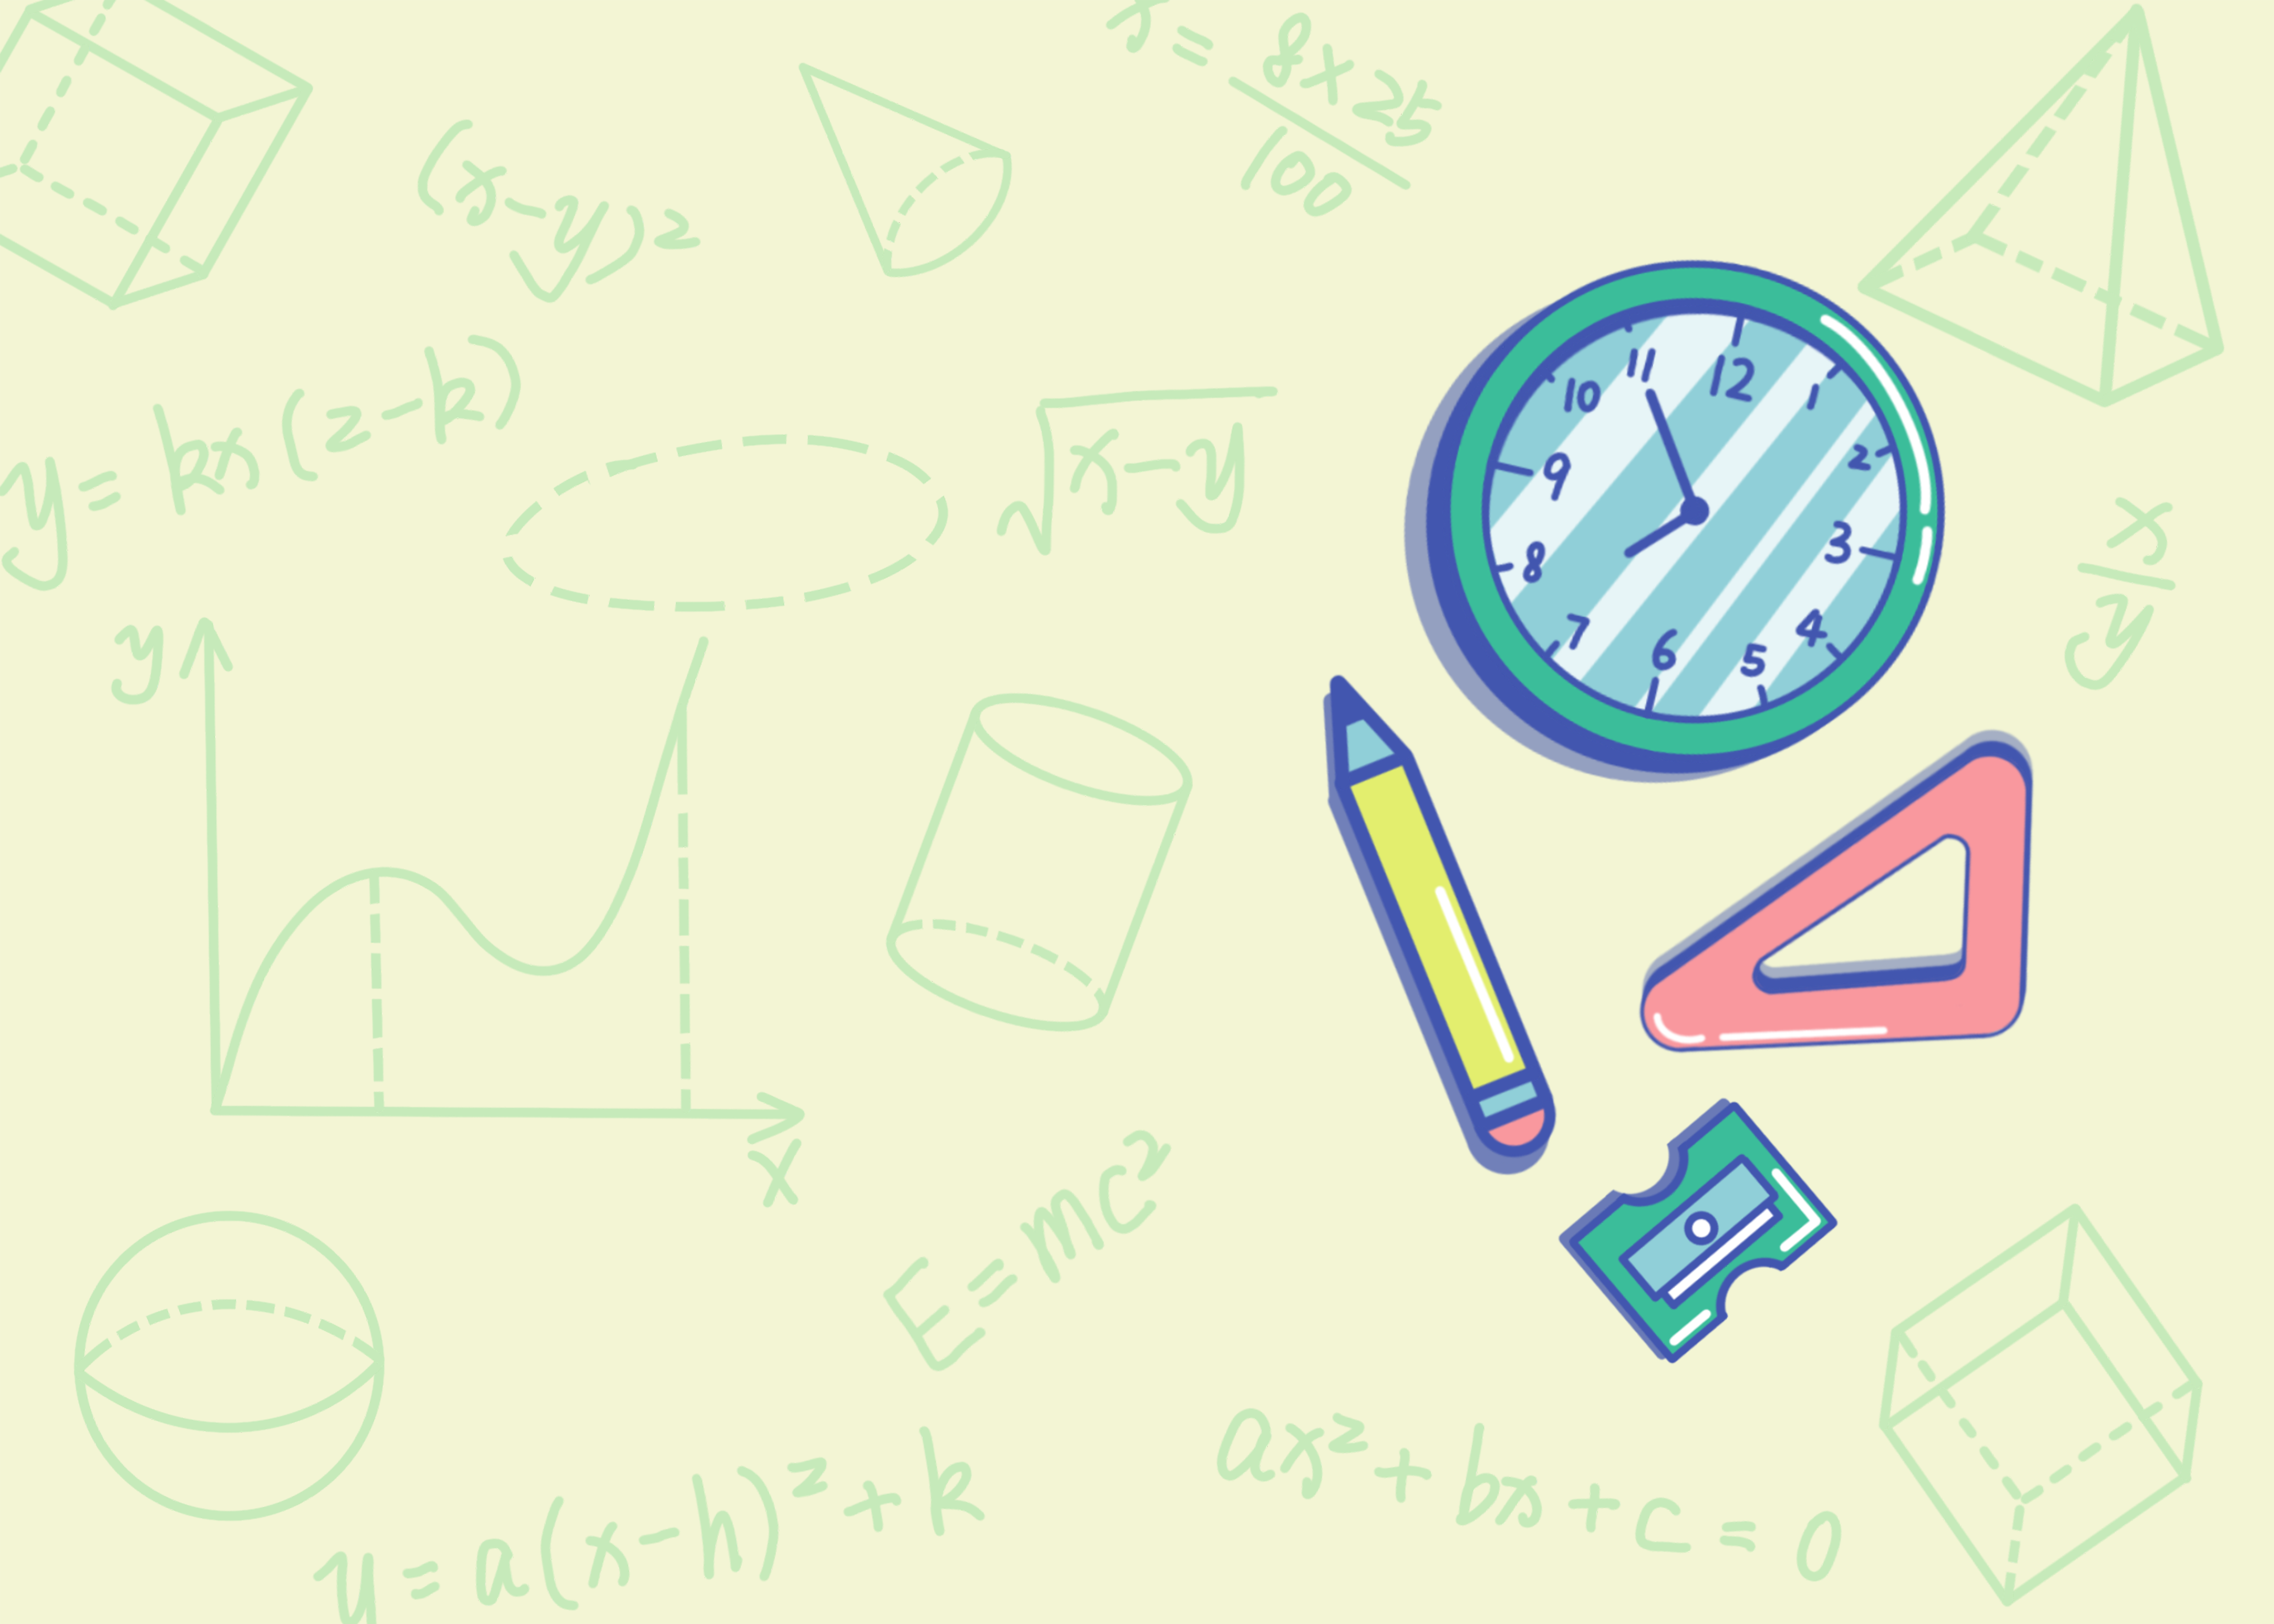 x = 8x25/100
(x-y)²
y = kx(z-k)
√x-y
x/y
11 12 1
10 2
9 3
8 4
7 6 5
y
x
E=mc²
ax²+bx+c=0
y=a(x-h)²+k